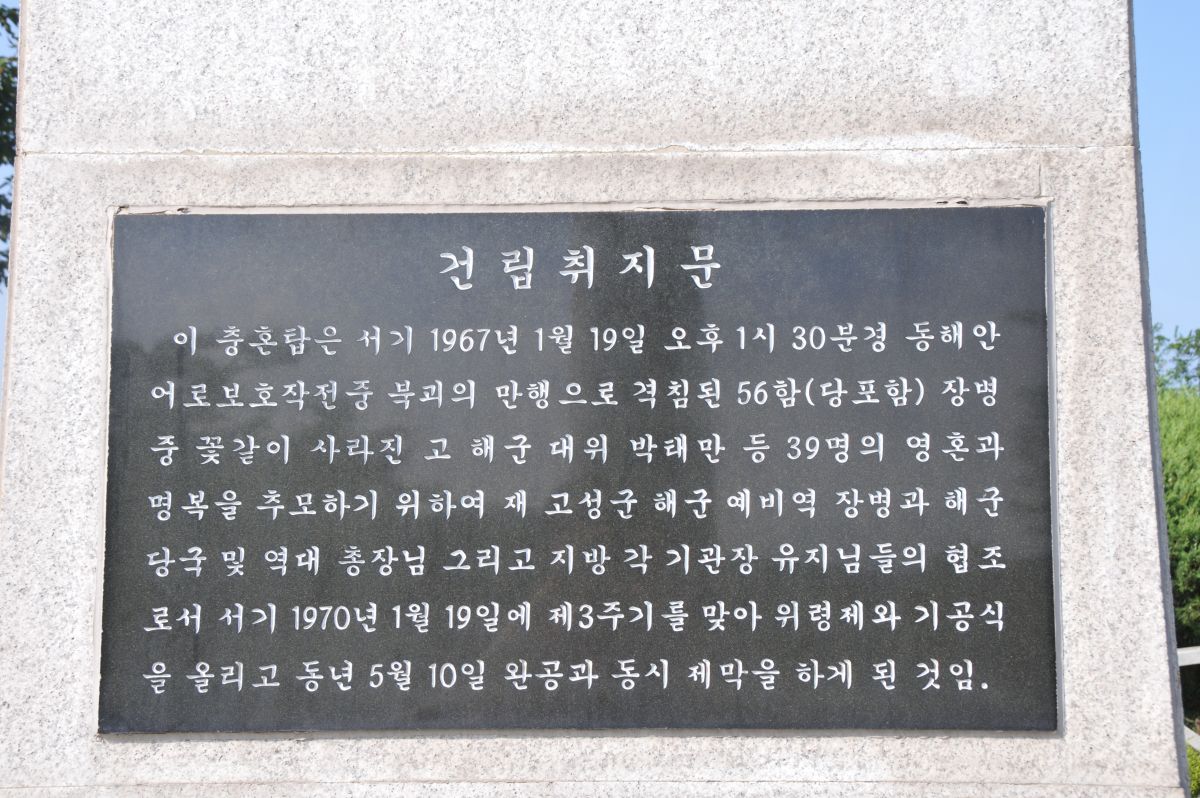 건립취지문
이 충혼탑은 서기 1967년 1월 19일 오후 1시 30분경 동해안
어로보호작전중 북괴의 만행으로 격침된 56함(당포함) 장병
중 꽃같이 사라진 고 해군 대위 박태만 등 39명의 영혼과
명복을 추모하기 위하여 재 고성군 해군 예비역 장병과 해군
당국 및 역대 총장님 그리고 지방 각 기관장 유지님들의 협조
로서 서기 1970년 1월 19일에 제3주기를 맞아 위령제와 기공식
을 올리고 동년 5월 10일 완공과 동시 제막을 하게 된 것임.